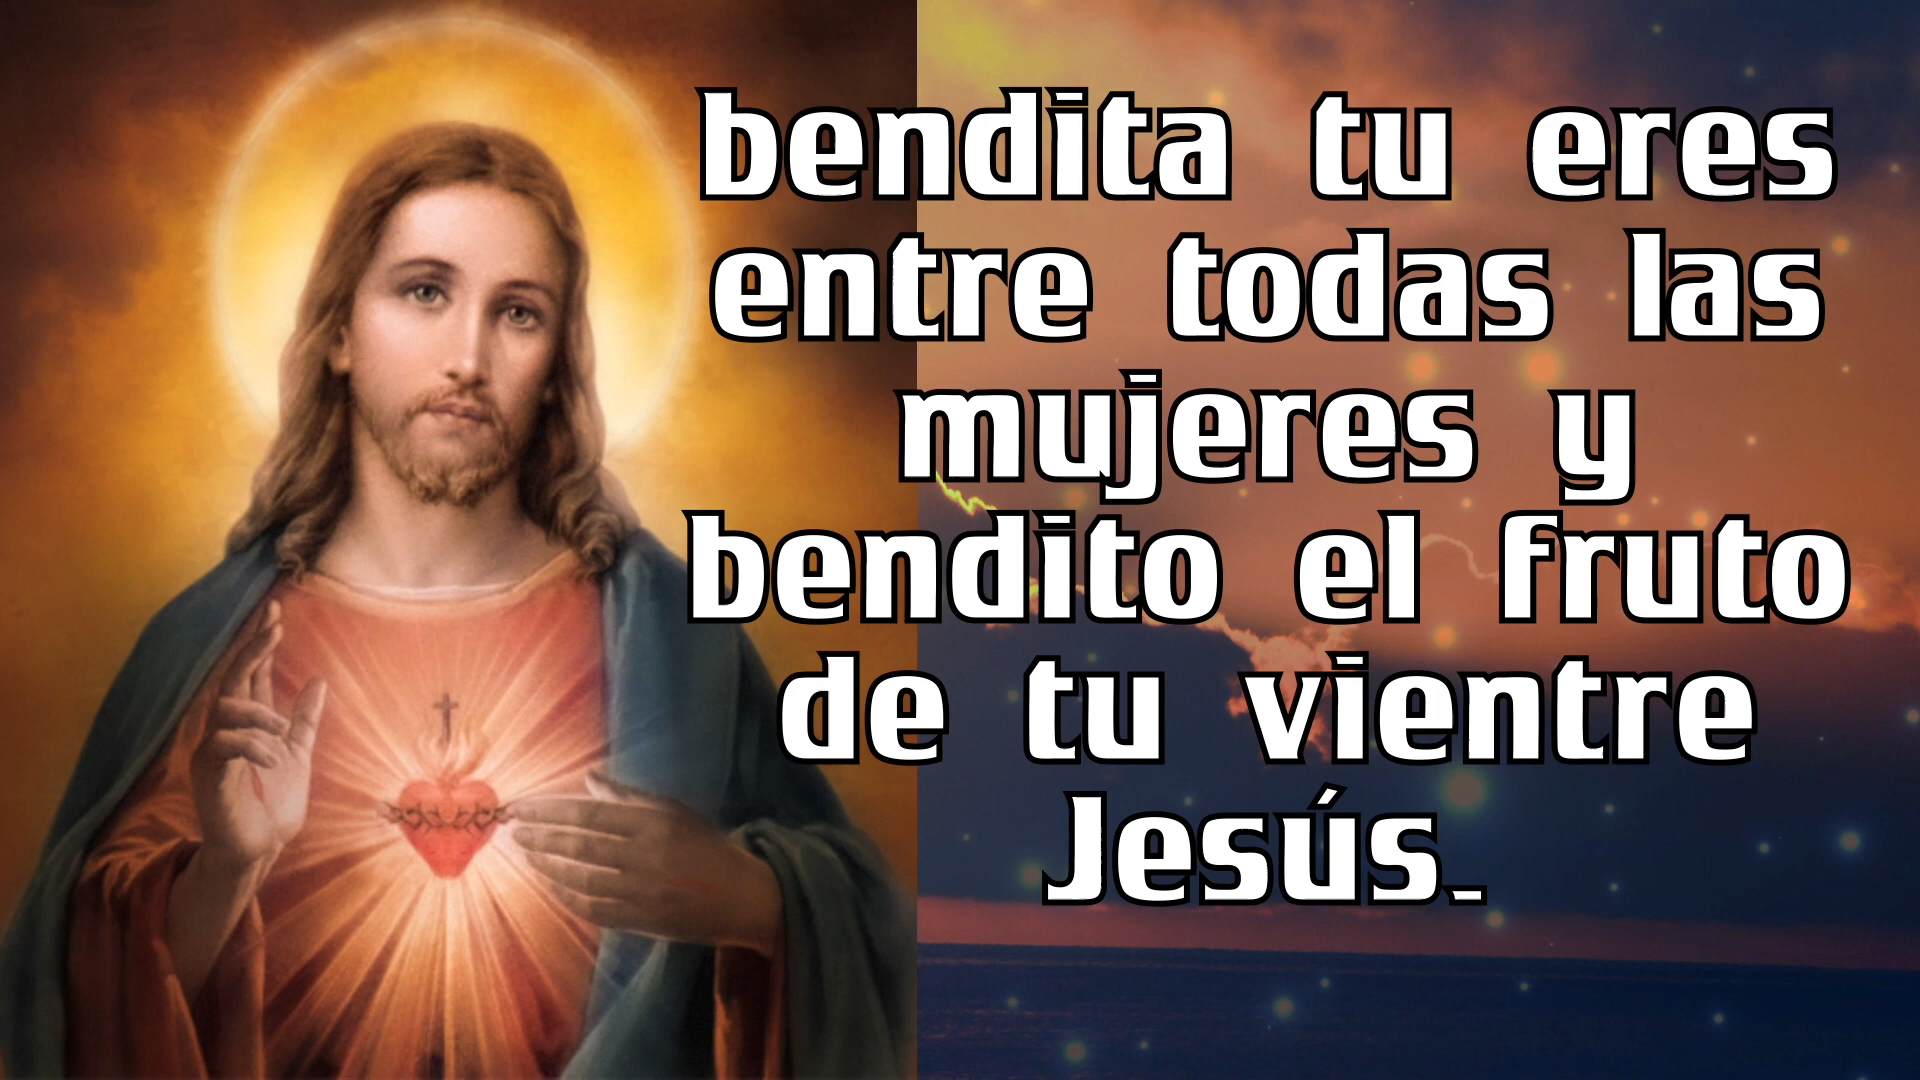 bendita tu eres
entre todas las
mujeres y
bendito el fruto
de tu vientre
Jesús.